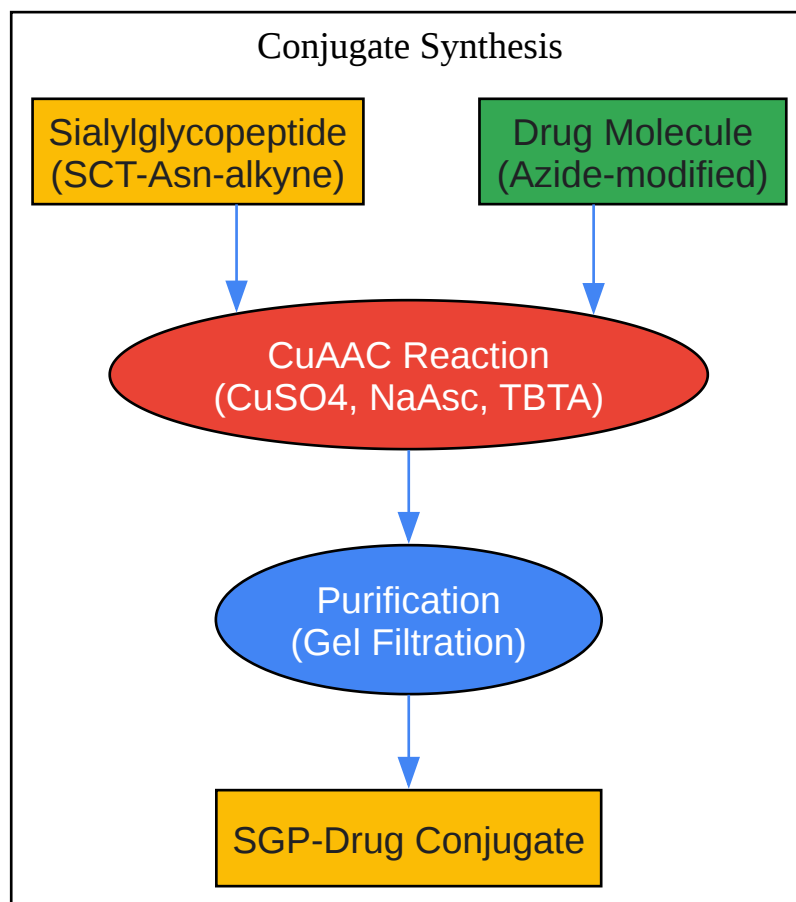 Conjugate Synthesis
Sialylglycopeptide
(SCT-Asn-alkyne)
Drug Molecule
(Azide-modified)
CuAAC Reaction
(CuSO4, NaAsc, TBTA)
Purification
(Gel Filtration)
SGP-Drug Conjugate